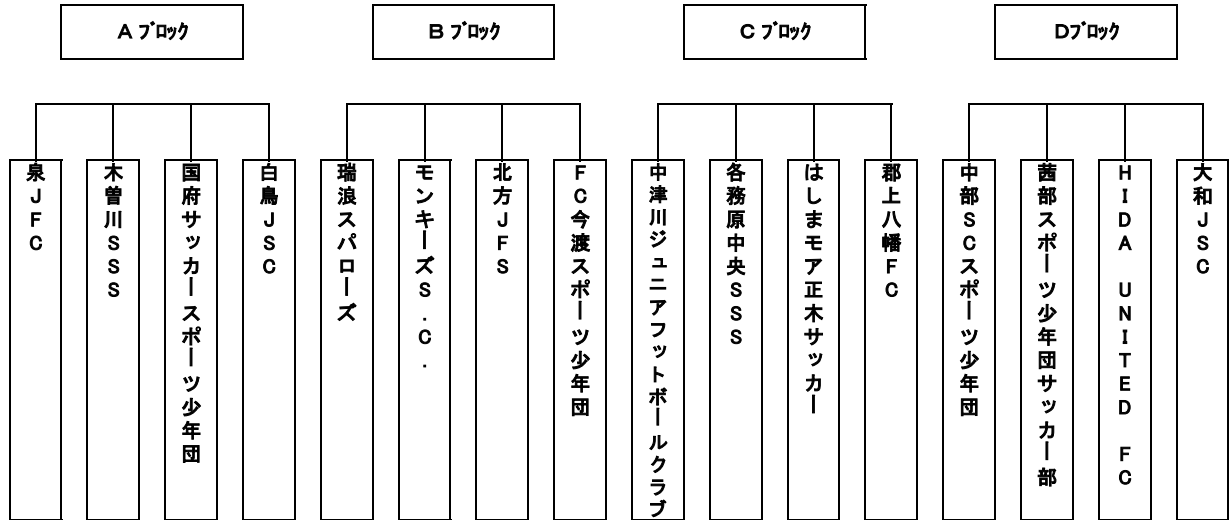 A ﾌﾞﾛｯｸ
B ﾌﾞﾛｯｸ
C ﾌﾞﾛｯｸ
Dﾌﾞﾛｯｸ
泉JFC
木曽川SSS
国府サッカースポーツ少年団
白鳥JSC
瑞浪スパローズ
モンキーズS.C.
北方JFS
FC今渡スポーツ少年団
中津川ジュニアフットボールクラブ
各務原中央SSS
はしまモア正木サッカー
郡上八幡FC
中部SCスポーツ少年団
茜部スポーツ少年団サッカー部
HIDA UNITED FC
大和JSC